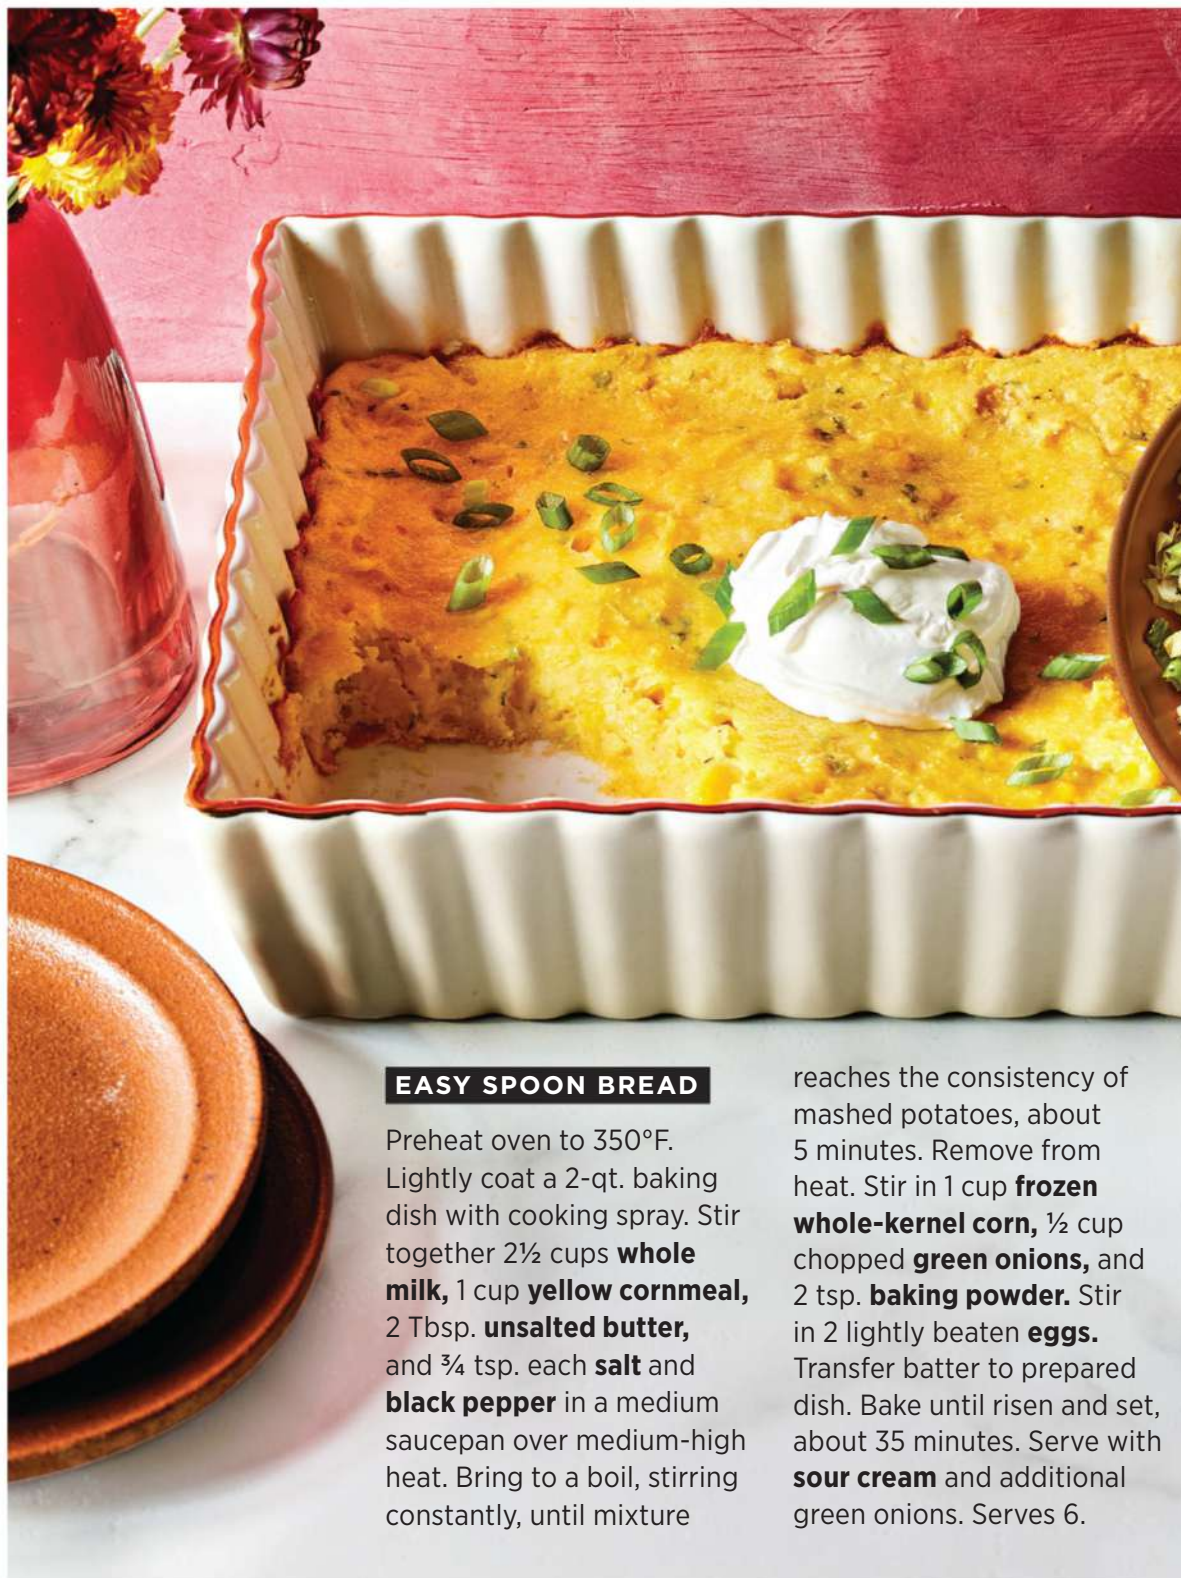 EASY SPOON BREAD
Preheat oven to 350°F.
Lightly coat a 2-qt. baking
dish with cooking spray. Stir
together 2½ cups whole
milk, 1 cup yellow cornmeal,
2 Tbsp. unsalted butter,
and ¾ tsp. each salt and
black pepper in a medium
saucepan over medium-high
heat. Bring to a boil, stirring
constantly, until mixture
reaches the consistency of
mashed potatoes, about
5 minutes. Remove from
heat. Stir in 1 cup frozen
whole-kernel corn, ½ cup
chopped green onions, and
2 tsp. baking powder. Stir
in 2 lightly beaten eggs.
Transfer batter to prepared
dish. Bake until risen and set,
about 35 minutes. Serve with
sour cream and additional
green onions. Serves 6.